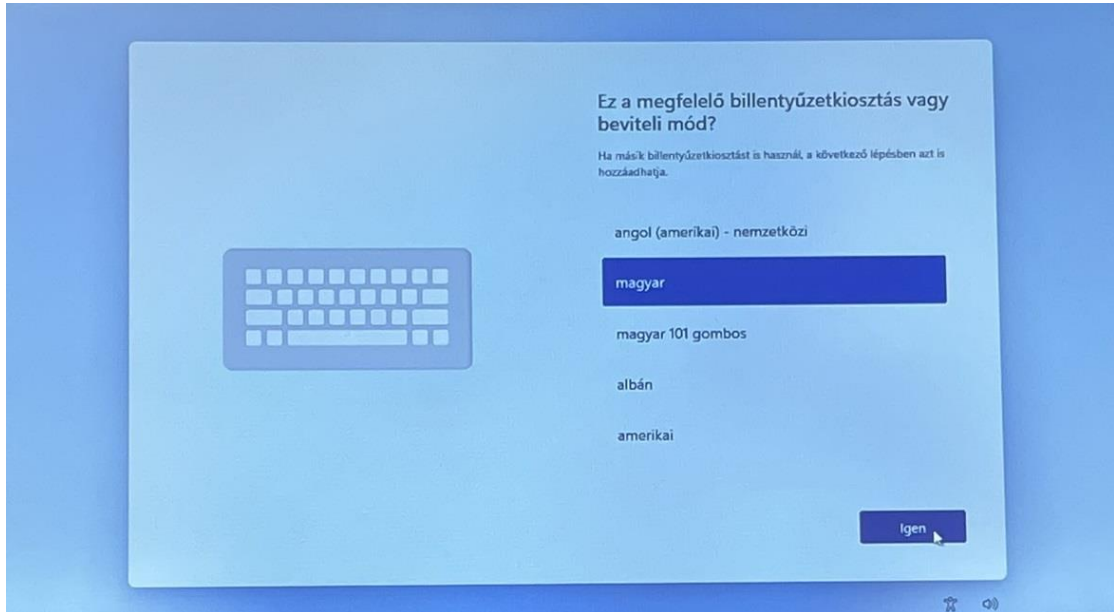 Ez a megfelelő billentyűzetkiosztás vagy
beviteli mód?
Ha másik billentyűzetkiosztást is használ, a következő lépésben azt is
hozzáadhatja.
angol (amerikai) - nemzetközi
magyar
magyar 101 gombos
albán
amerikai
Igen